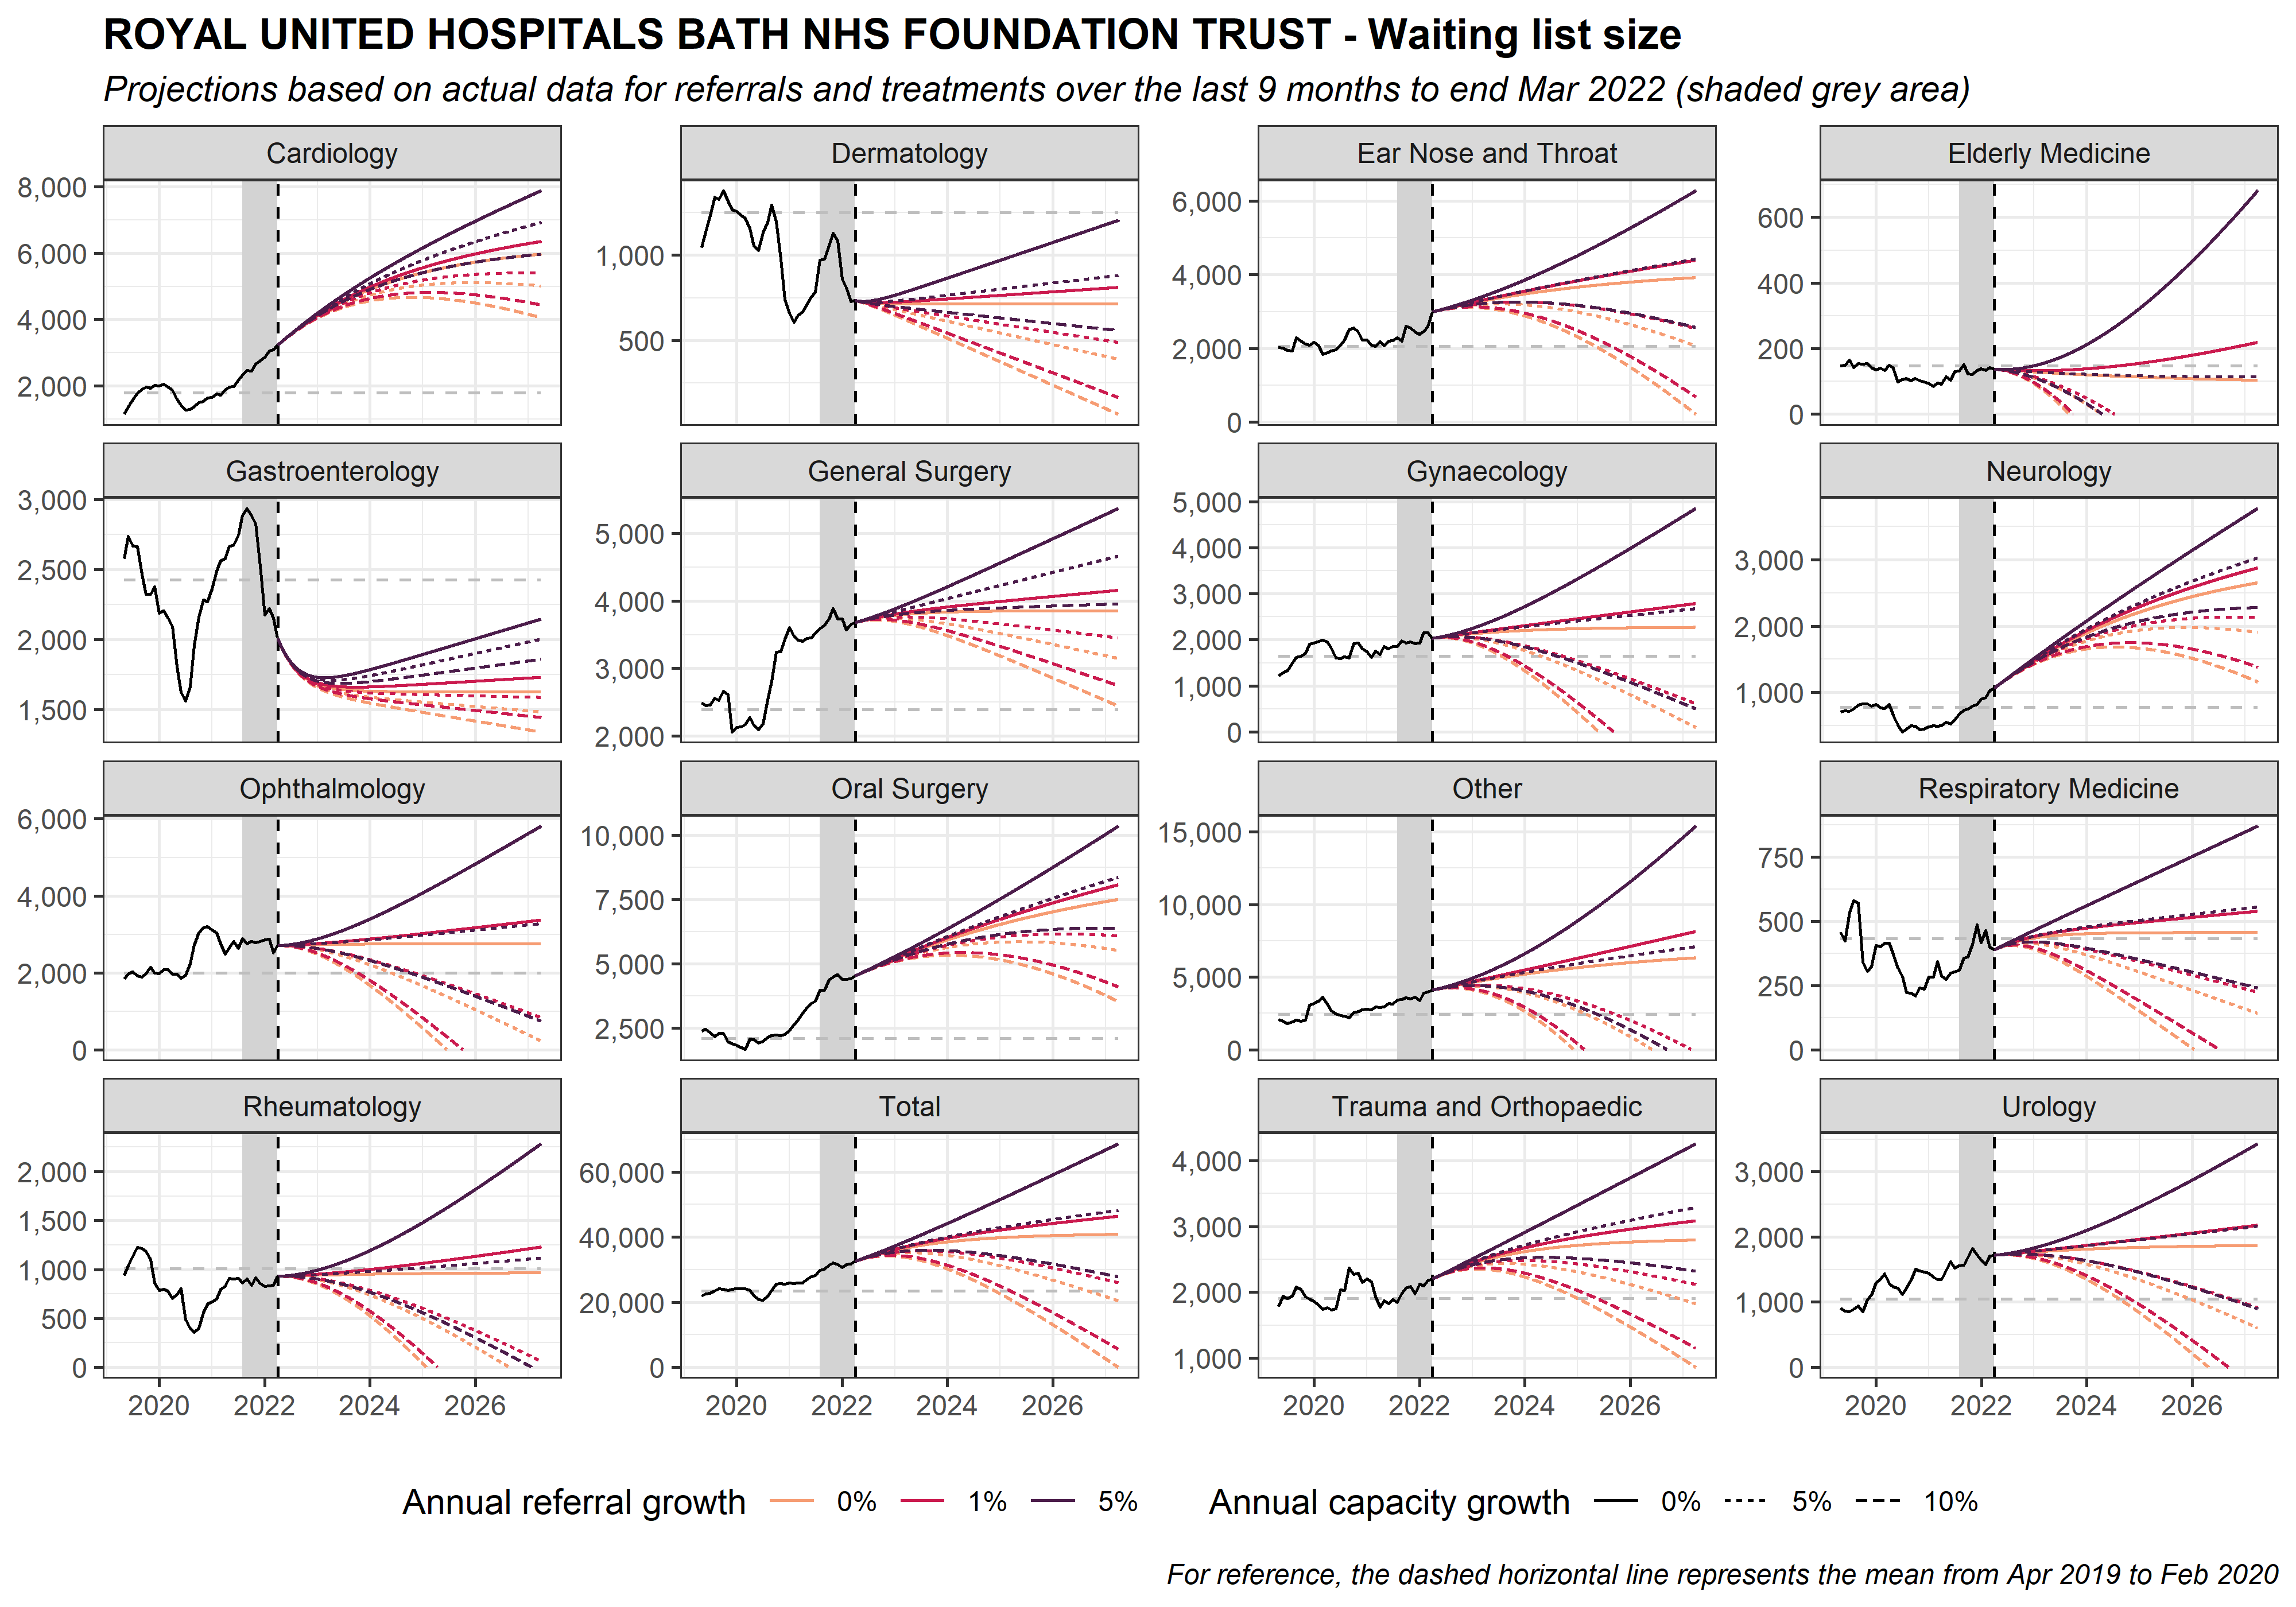 ROYAL UNITED HOSPITALS BATH NHS FOUNDATION TRUST - Waiting list size
Projections based on actual data for referrals and treatments over the last 9 months to end Mar 2022 (shaded grey area)
Cardiology
8,000
6,000
4,000
2,000
Dermatology
1,000
500
Ear Nose and Throat
6,000
4,000
2,000
0
Elderly Medicine
600
400
200
0
Gastroenterology
3,000
2,500
2,000
1,500
General Surgery
5,000
4,000
3,000
2,000
Gynaecology
5,000
4,000
3,000
2,000
1,000
0
Neurology
3,000
2,000
1,000
Ophthalmology
6,000
4,000
2,000
0
Oral Surgery
10,000
7,500
5,000
2,500
Other
15,000
10,000
5,000
0
Respiratory Medicine
750
500
250
0
Rheumatology
2,000
1,500
1,000
500
0
Total
60,000
40,000
20,000
0
Trauma and Orthopaedic
4,000
3,000
2,000
1,000
Urology
3,000
2,000
1,000
0
2020 2022 2024 2026
2020 2022 2024 2026
2020 2022 2024 2026
2020 2022 2024 2026
Annual referral growth 0% 1% 5%
Annual capacity growth 0% 5% 10%
For reference, the dashed horizontal line represents the mean from Apr 2019 to Feb 2020